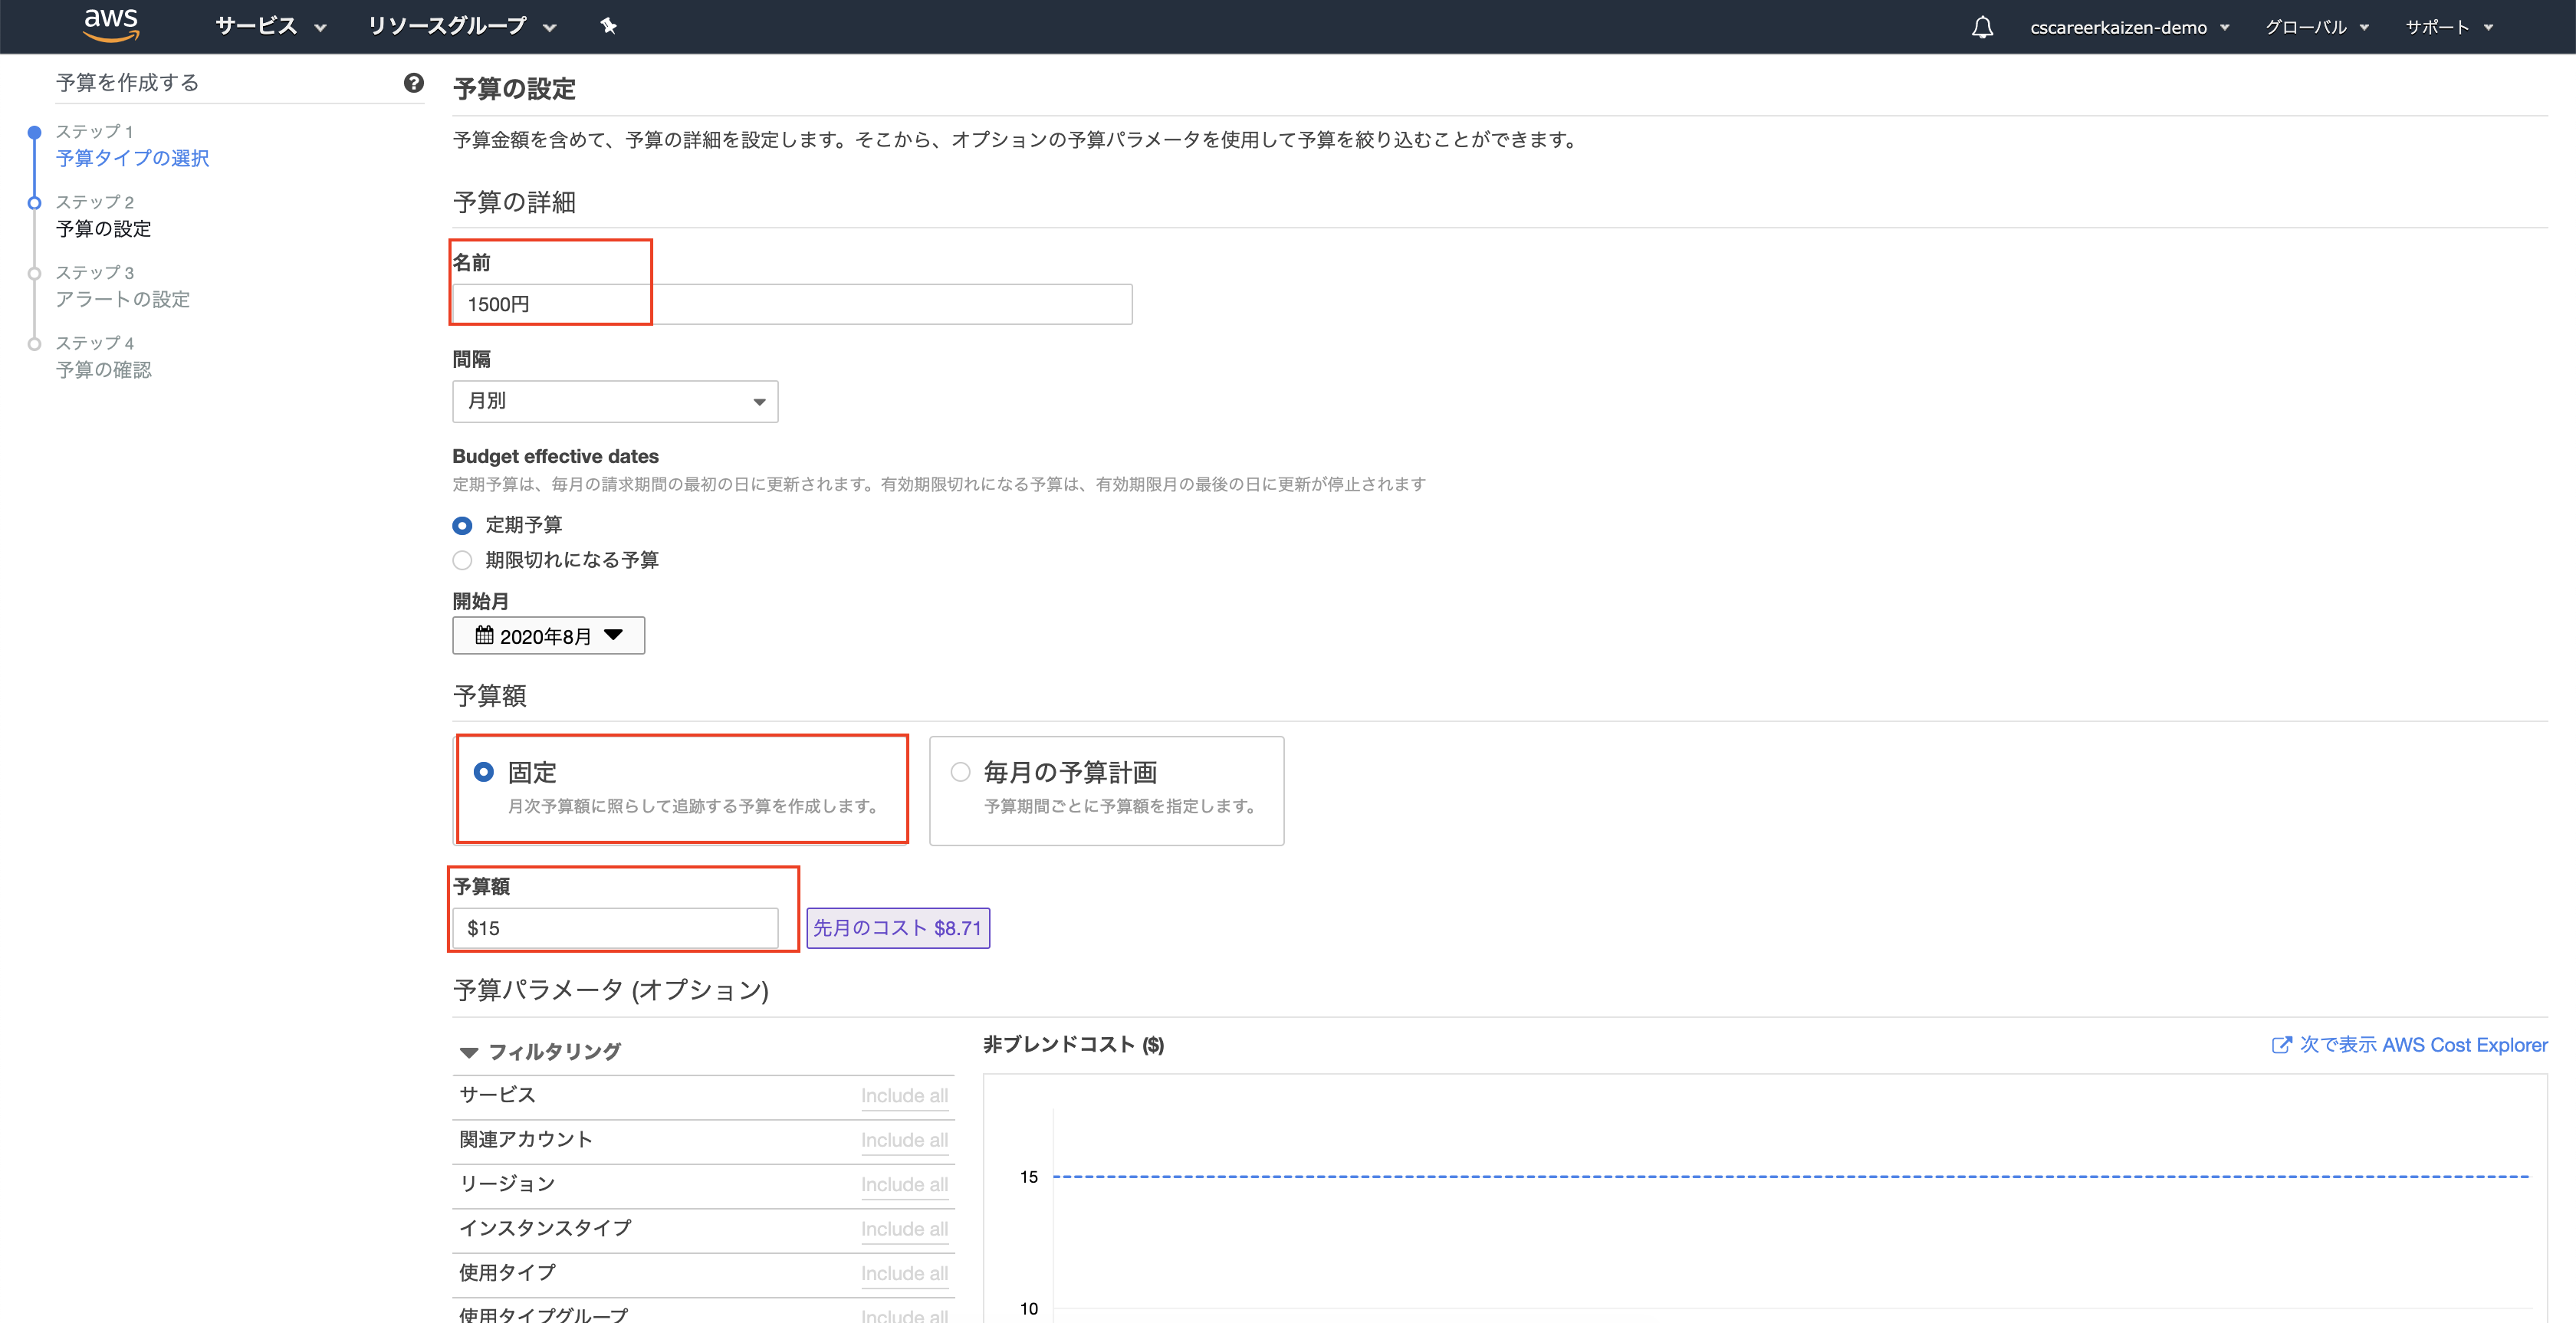 aws サービス リソースグループ cscareerkaizen-demo グローバル サポート
予算を作成する
ステップ 1
予算タイプの選択
ステップ 2
予算の設定
ステップ 3
アラートの設定
ステップ 4
予算の確認
予算の設定
予算金額を含めて、予算の詳細を設定します。そこから、オプションの予算パラメータを使用して予算を絞り込むことができます。
予算の詳細
名前
1500円
間隔
月別
Budget effective dates
定期予算は、毎月の請求期間の最初の日に更新されます。有効期限切れになる予算は、有効期限月の最後の日に更新が停止されます
定期予算
期限切れになる予算
開始月
2020年8月
予算額
固定
月次予算額に照らして追跡する予算を作成します。
毎月の予算計画
予算期間ごとに予算額を指定します。
予算額
$15
先月のコスト $8.71
予算パラメータ (オプション)
フィルタリング
サービス Include all
関連アカウント Include all
リージョン Include all
インスタンスタイプ Include all
使用タイプ Include all
使用タイプグループ Include all
非ブレンドコスト ($)
次で表示 AWS Cost Explorer
15
10